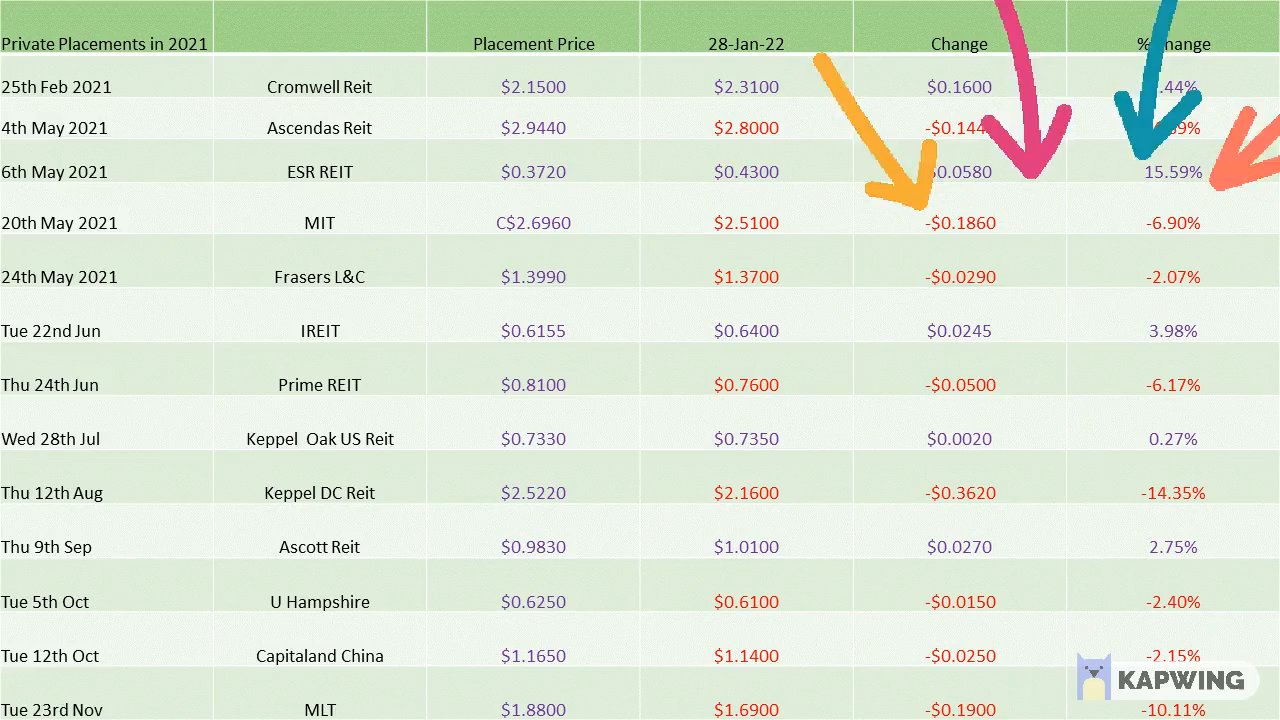 Private Placements in 2021 Placement Price 28-Jan-22 Change
25th Feb 2021 Cromwell Reit $2.1500 $2.3100 $0.1600
4th May 2021 Ascendas Reit $2.9440 $2.8000
6th May 2021 ESR REIT $0.3720 $0.4300 15.59%
20th May 2021 MIT C$2.6960 $2.5100 -$0.1860 -6.90%
24th May 2021 Frasers L&C $1.3990 $1.3700 -$0.0290 -2.07%
Tue 22nd Jun IREIT $0.6155 $0.6400 $0.0245 3.98%
Thu 24th Jun Prime REIT $0.8100 $0.7600 -$0.0500 -6.17%
Wed 28th Jul Keppel Oak US Reit $0.7330 $0.7350 $0.0020 0.27%
Thu 12th Aug Keppel DC Reit $2.5220 $2.1600 -$0.3620 -14.35%
Thu 9th Sep Ascott Reit $0.9830 $1.0100 $0.0270 2.75%
Tue 5th Oct U Hampshire $0.6250 $0.6100 -$0.0150 -2.40%
Tue 12th Oct Capitaland China $1.1650 $1.1400 -$0.0250 -2.15%
KAPWING
Tue 23rd Nov MLT $1.8800 $1.6900 -$0.1900 -10.11%